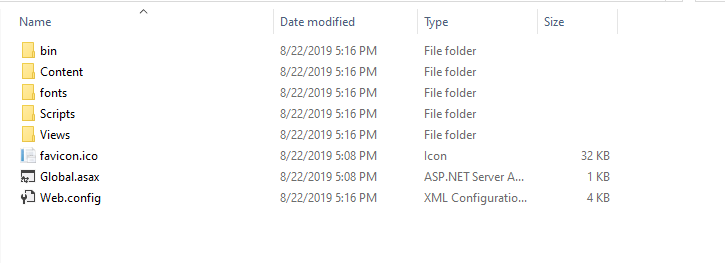 Name Date modified Type Size
bin 8/22/2019 5:16 PM File folder
Content 8/22/2019 5:16 PM File folder
fonts 8/22/2019 5:16 PM File folder
Scripts 8/22/2019 5:16 PM File folder
Views 8/22/2019 5:16 PM File folder
favicon.ico 8/22/2019 5:08 PM Icon 32 KB
Global.asax 8/22/2019 5:08 PM ASP.NET Server A... 1 KB
Web.config 8/22/2019 5:16 PM XML Configuratio... 4 KB